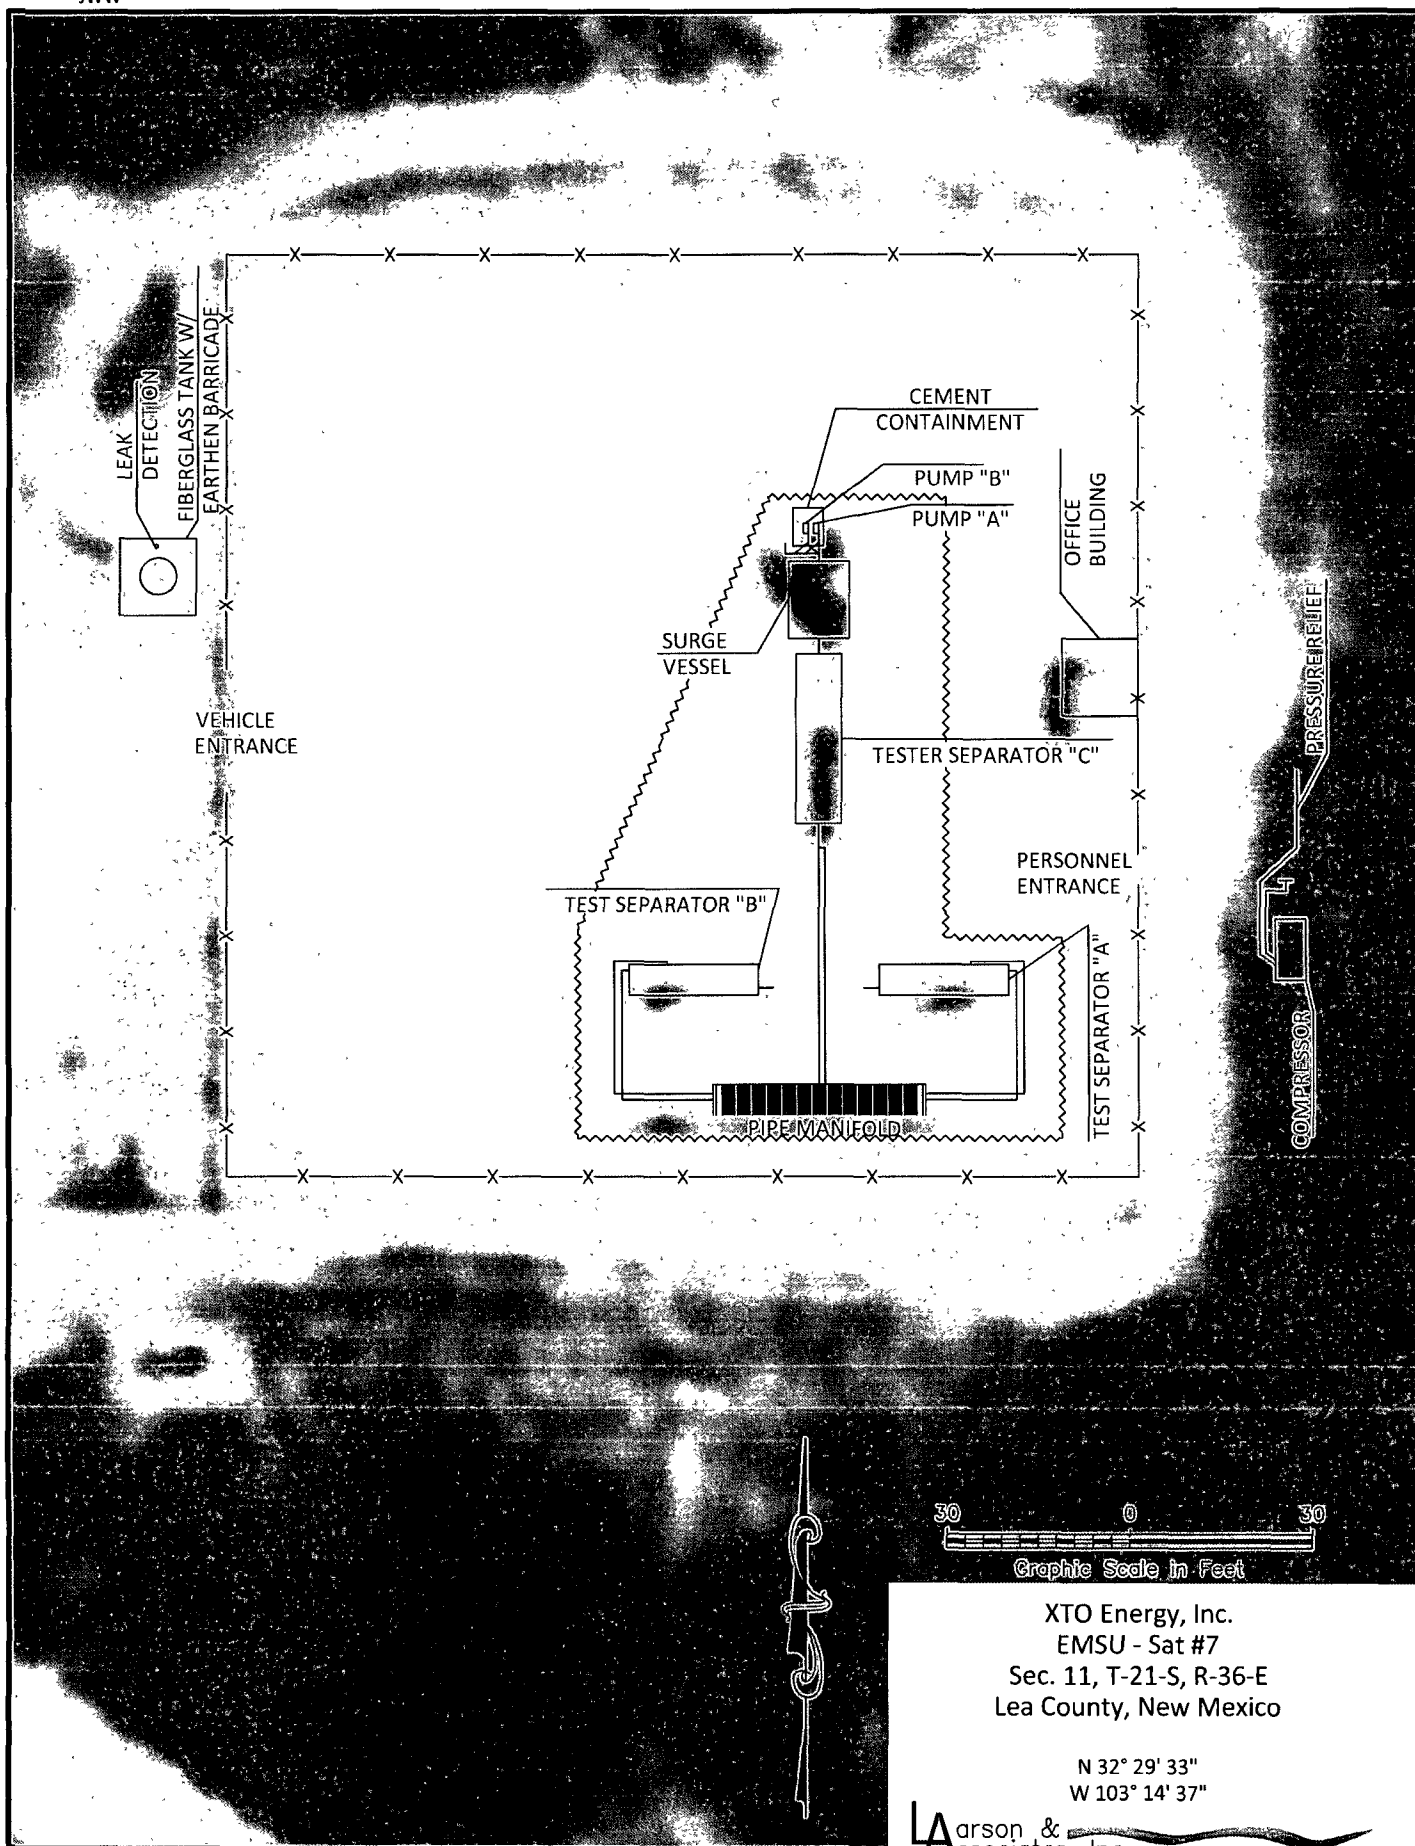 CEMENT
CONTAINMENT
PUMP "B"
PUMP "A"
LEAK
DETECTION
FIBERGLASS TANK W/
EARTHEN BARRICADE
OFFICE
BUILDING
SURGE
VESSEL
PRESSURE RELIEF
VEHICLE
ENTRANCE
TESTER SEPARATOR "C"
PERSONNEL
ENTRANCE
TEST SEPARATOR "B"
TEST SEPARATOR "A"
COMPRESSOR
PIPE MANIFOLD
30 0 30
Graphic Scale in Feet
XTO Energy, Inc.
EMSU - Sat #7
Sec. 11, T-21-S, R-36-E
Lea County, New Mexico
N 32° 29' 33"
W 103° 14' 37"
Larson &